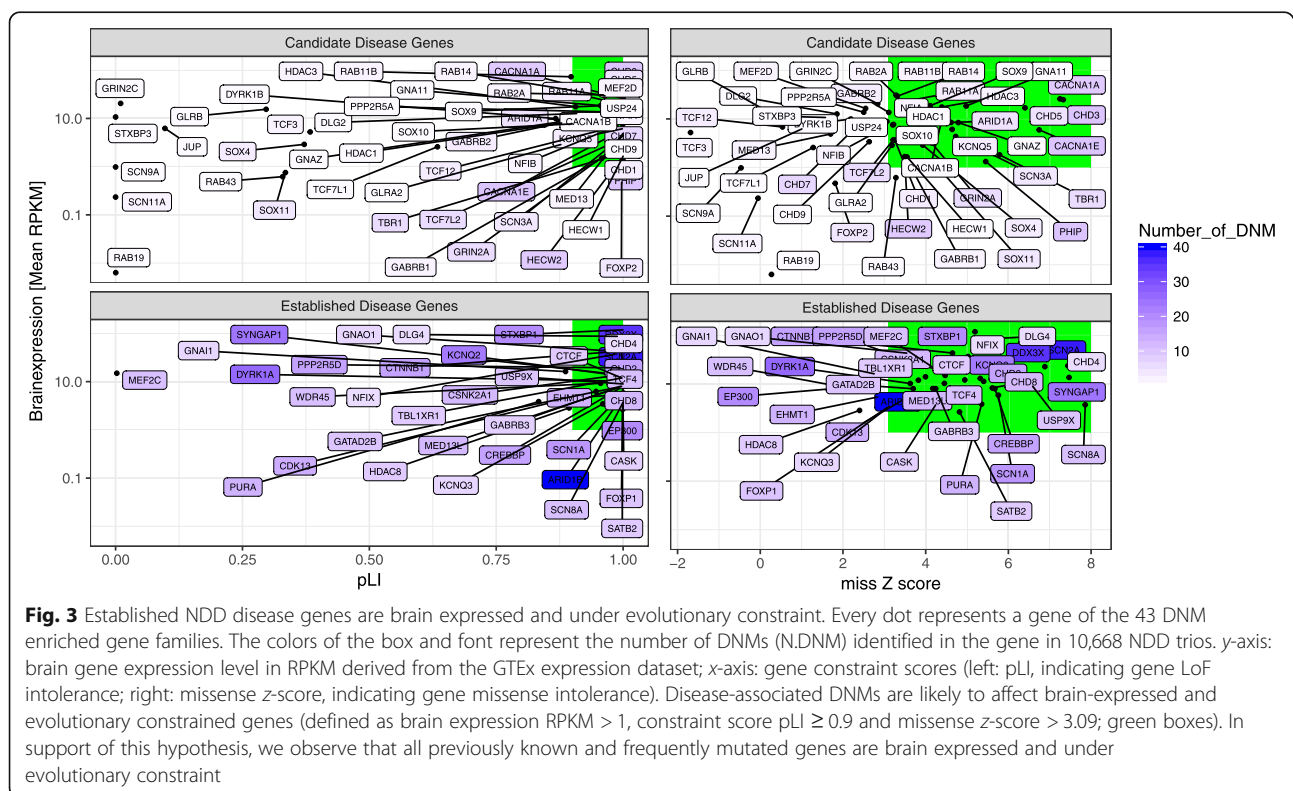 Candidate Disease Genes
HDAC3 RAB11B RAB14 CACNA1A
GRIN2C GNA11 MEF2D
DYRK1B RAB2A RAB11A
PPP2R5A USP24
GLRB SOX9 ARID1A
TCF3 DLG2 CACNA1B
STXBP3 SOX10 KCNQ5 CHD7
JUP GABRB2
SOX4 GNAZ HDAC1 CHD9
NFIB
SCN9A TCF12 CHD1
RAB43 TCF7L1 GLRA2 CACNA1E PHIP
SCN11A MED13
SOX11 TBR1 TCF7L2 SCN3A
HECW1
GRIN2A
RAB19 GABRB1 HECW2 FOXP2
10.0
0.1
Established Disease Genes
SYNGAP1 GNAO1 DLG4 STXBP1
CHD4
GNAI1 KCNQ2 CTCF SCN2A
PPP2R5D CTNNB1
MEF2C DYRK1A USP9X TCF4
WDR45 NFIX CSNK2A1 EHMT1 CHD8
TBL1XR1
GABRB3
GATAD2B MED13L EP300
SCN1A
CDK13 HDAC8 CREBBP CASK
PURA KCNQ3 ARID1B
SCN8A FOXP1
SATB2
10.0
0.1
0.00 0.25 0.50 0.75 1.00
pLI
Brainexpression [Mean RPKM]
Candidate Disease Genes
GLRB MEF2D GRIN2C RAB2A RAB11B RAB14 SOX9 GNA11
CACNA1A
DLG2 PPP2R5A GABRB2 RAB11A HDAC3
TCF12 STXBP3 HDAC1 CHD5 CHD3
DYRK1B USP24 ARID1A
SOX10
TCF3 MED13 NFIB KCNQ5 GNAZ CACNA1E
JUP TCF7L1 CHD7 TCF7L2 CACNA1B SCN3A
SCN9A CHD9 GLRA2 CHD1 GRIN2A TBR1
SCN11A FOXP2 HECW2 HECW1 SOX4 PHIP
RAB19 RAB43 GABRB1 SOX11
Established Disease Genes
GNAI1 GNAO1 CTNNB1 PPP2R5D MEF2C STXBP1 DLG4
NFIX
DDX3X SCN2A
WDR45 DYRK1A CSNK2A1 CTCF CHD4
TBL1XR1
GATAD2B CHD8
EP300 MED13L TCF4 SYNGAP1
EHMT1 USP9X
HDAC8 CDK13 GABRB3 CREBBP
KCNQ3 CASK SCN1A SCN8A
FOXP1 PURA
SATB2
−2 0 2 4 6 8
miss Z score
Number_of_DNM
40
30
20
10
Fig. 3 Established NDD disease genes are brain expressed and under evolutionary constraint. Every dot represents a gene of the 43 DNM
enriched gene families. The colors of the box and font represent the number of DNMs (N.DNM) identified in the gene in 10,668 NDD trios. y-axis:
brain gene expression level in RPKM derived from the GTEx expression dataset; x-axis: gene constraint scores (left: pLI, indicating gene LoF
intolerance; right: missense z-score, indicating gene missense intolerance). Disease-associated DNMs are likely to affect brain-expressed and
evolutionary constrained genes (defined as brain expression RPKM > 1, constraint score pLI ≥ 0.9 and missense z-score > 3.09; green boxes). In
support of this hypothesis, we observe that all previously known and frequently mutated genes are brain expressed and under
evolutionary constraint